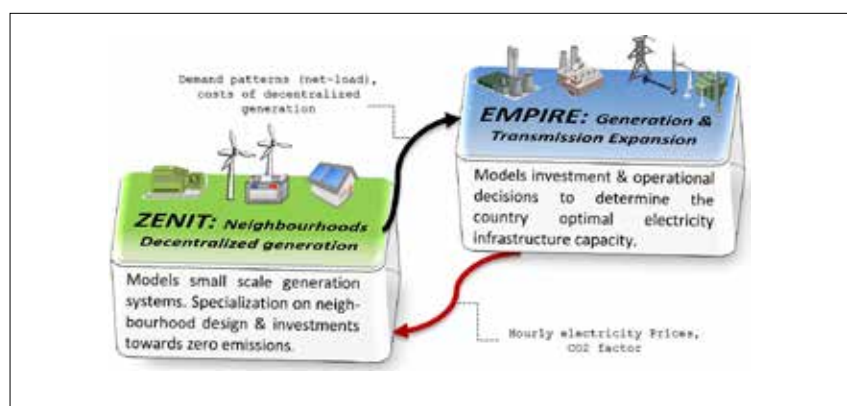 Demand patterns (net-load),
costs of decentralized
generation
EMPIRE: Generation &
Transmission Expansion
Models investment & operational
decisions to determine the
country optimal electricity
infrastructure capacity.
ZENIT: Neighbourhoods
Decentralized generation
Models small scale generation
systems. Specialization on neigh-
bourhood design & investments
towards zero emissions.
Hourly electricity Prices,
CO2 factor